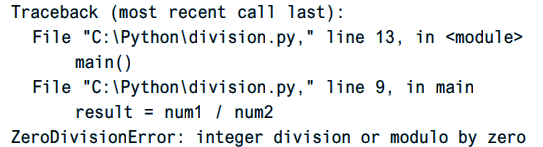 Traceback (most recent call last):
  File "C:\Python\division.py," line 13, in <module>
    main()
  File "C:\Python\division.py," line 9, in main
    result = num1 / num2
ZeroDivisionError: integer division or modulo by zero